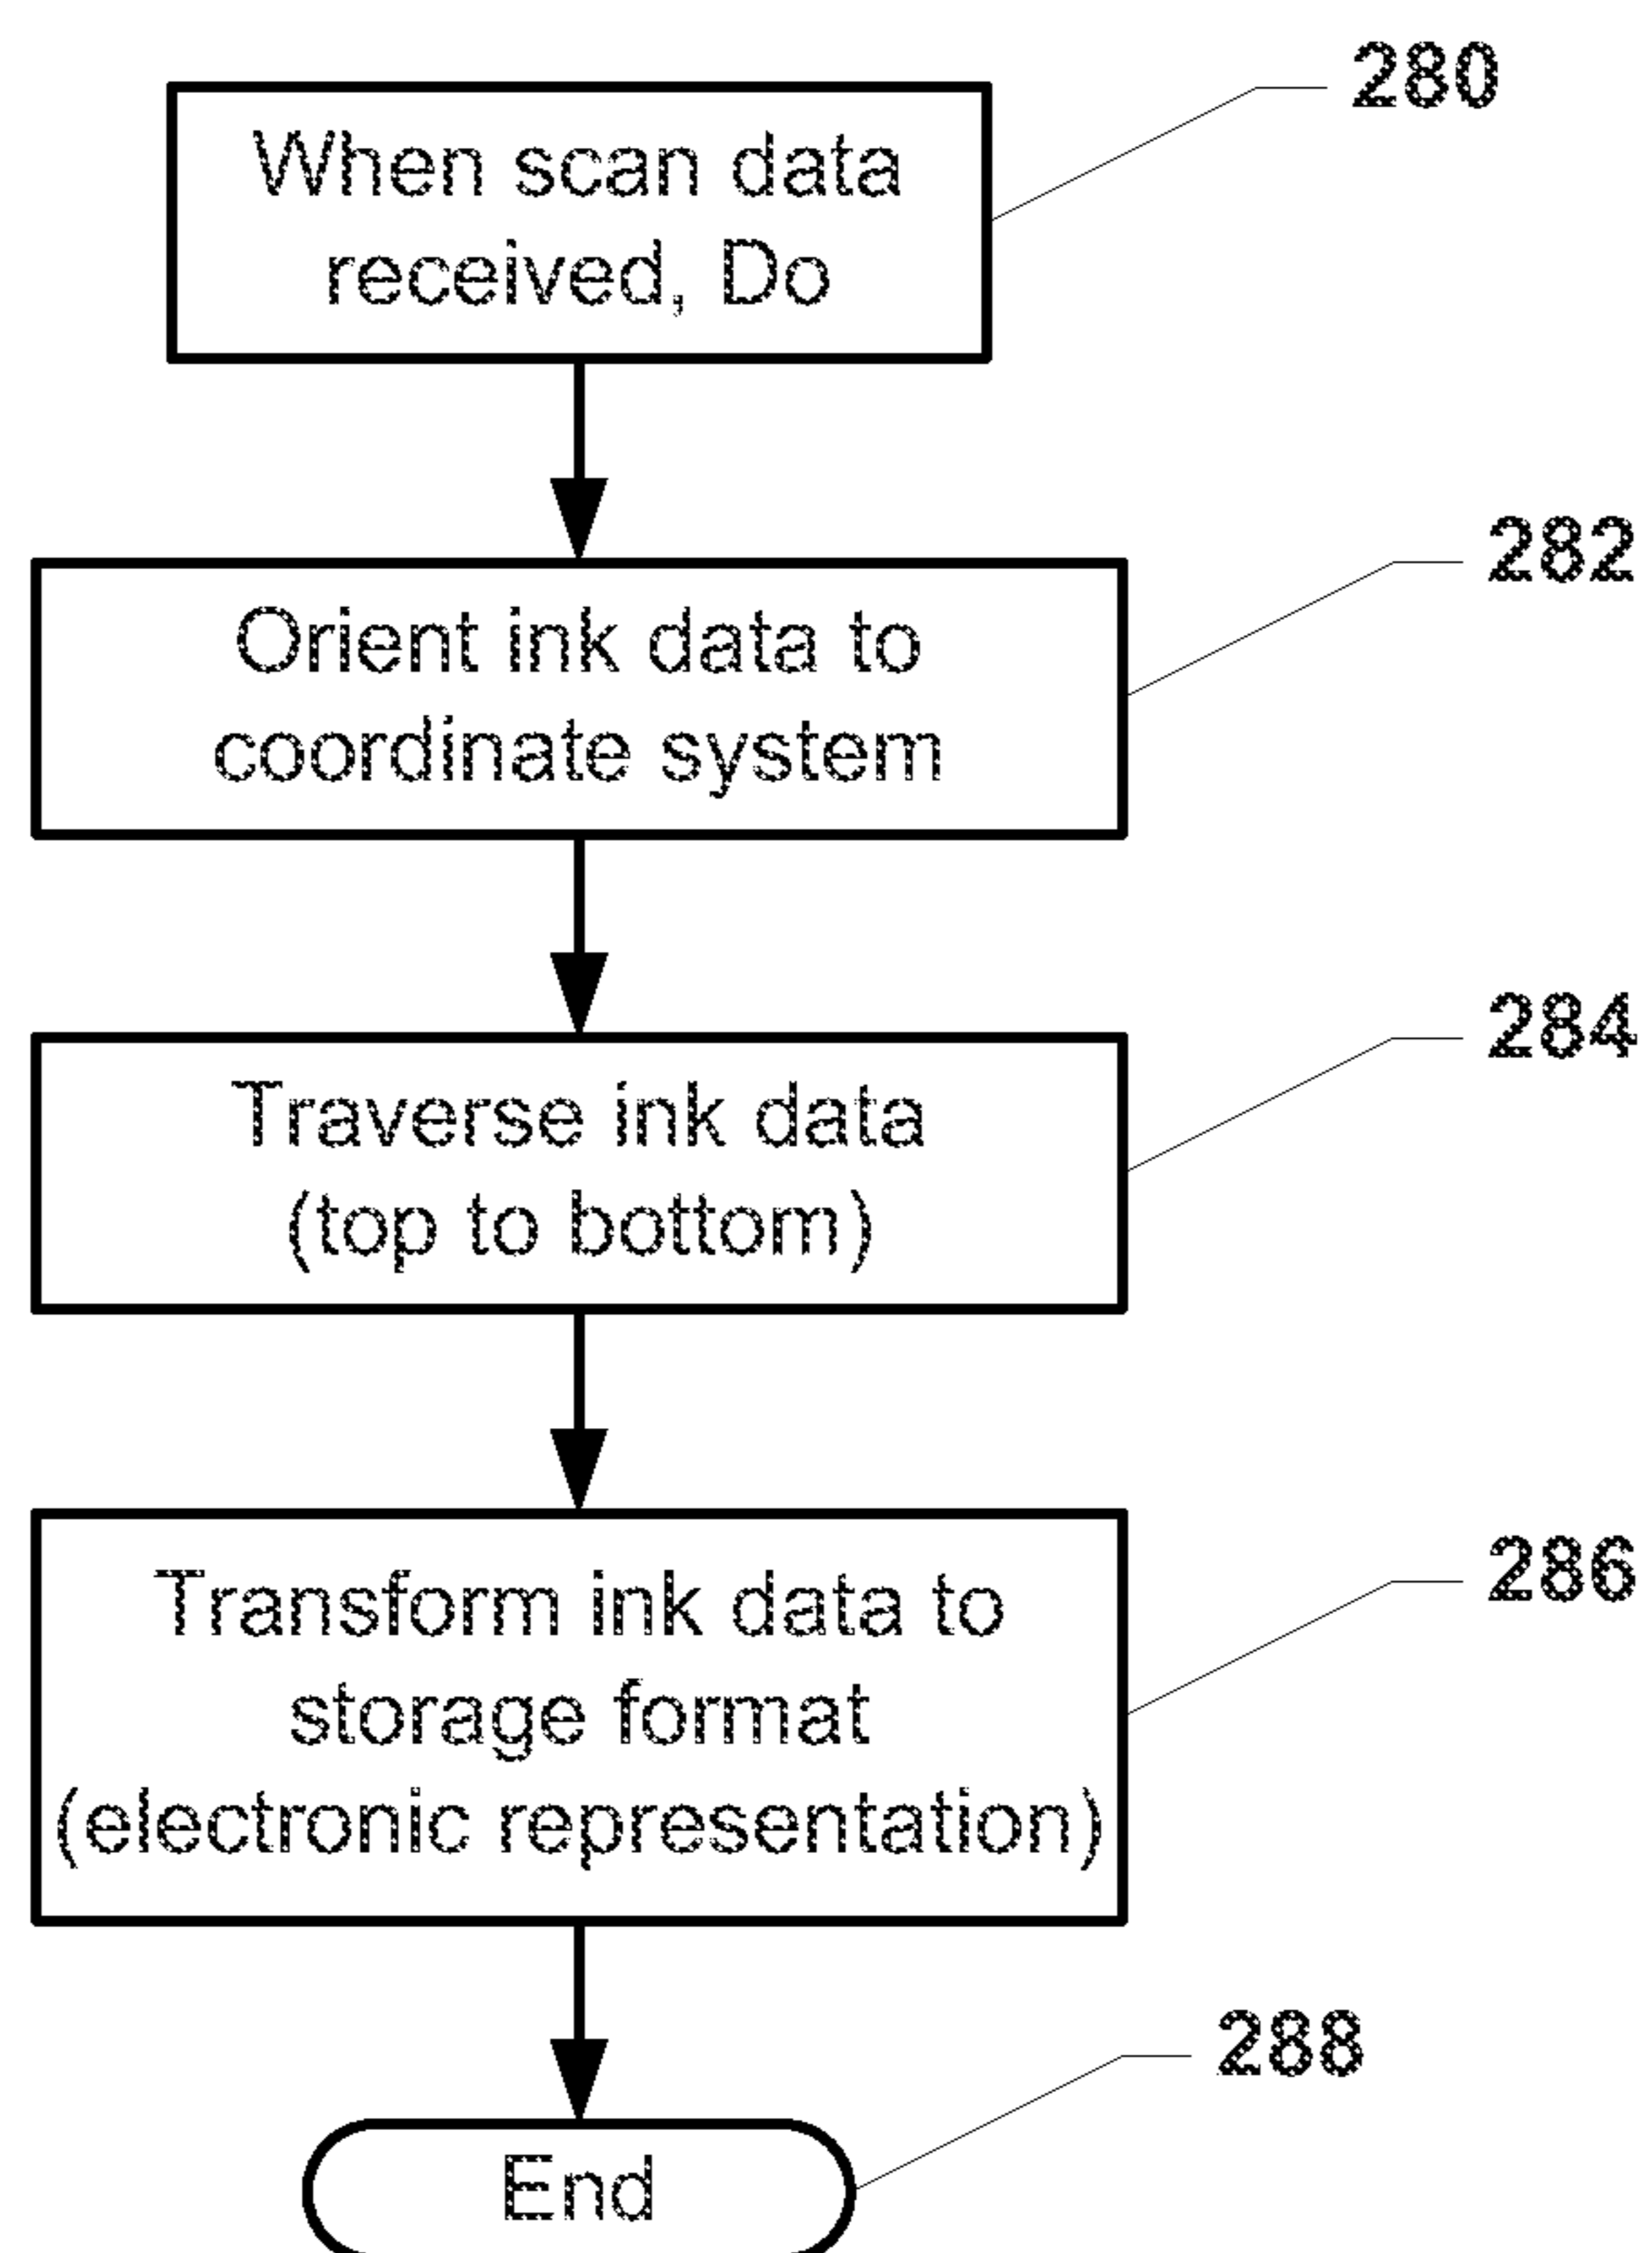 280
When scan data
received, Do
282
Orient ink data to
coordinate system
284
Traverse ink data
(top to bottom)
286
Transform ink data to
storage format
(electronic representation)
288
End